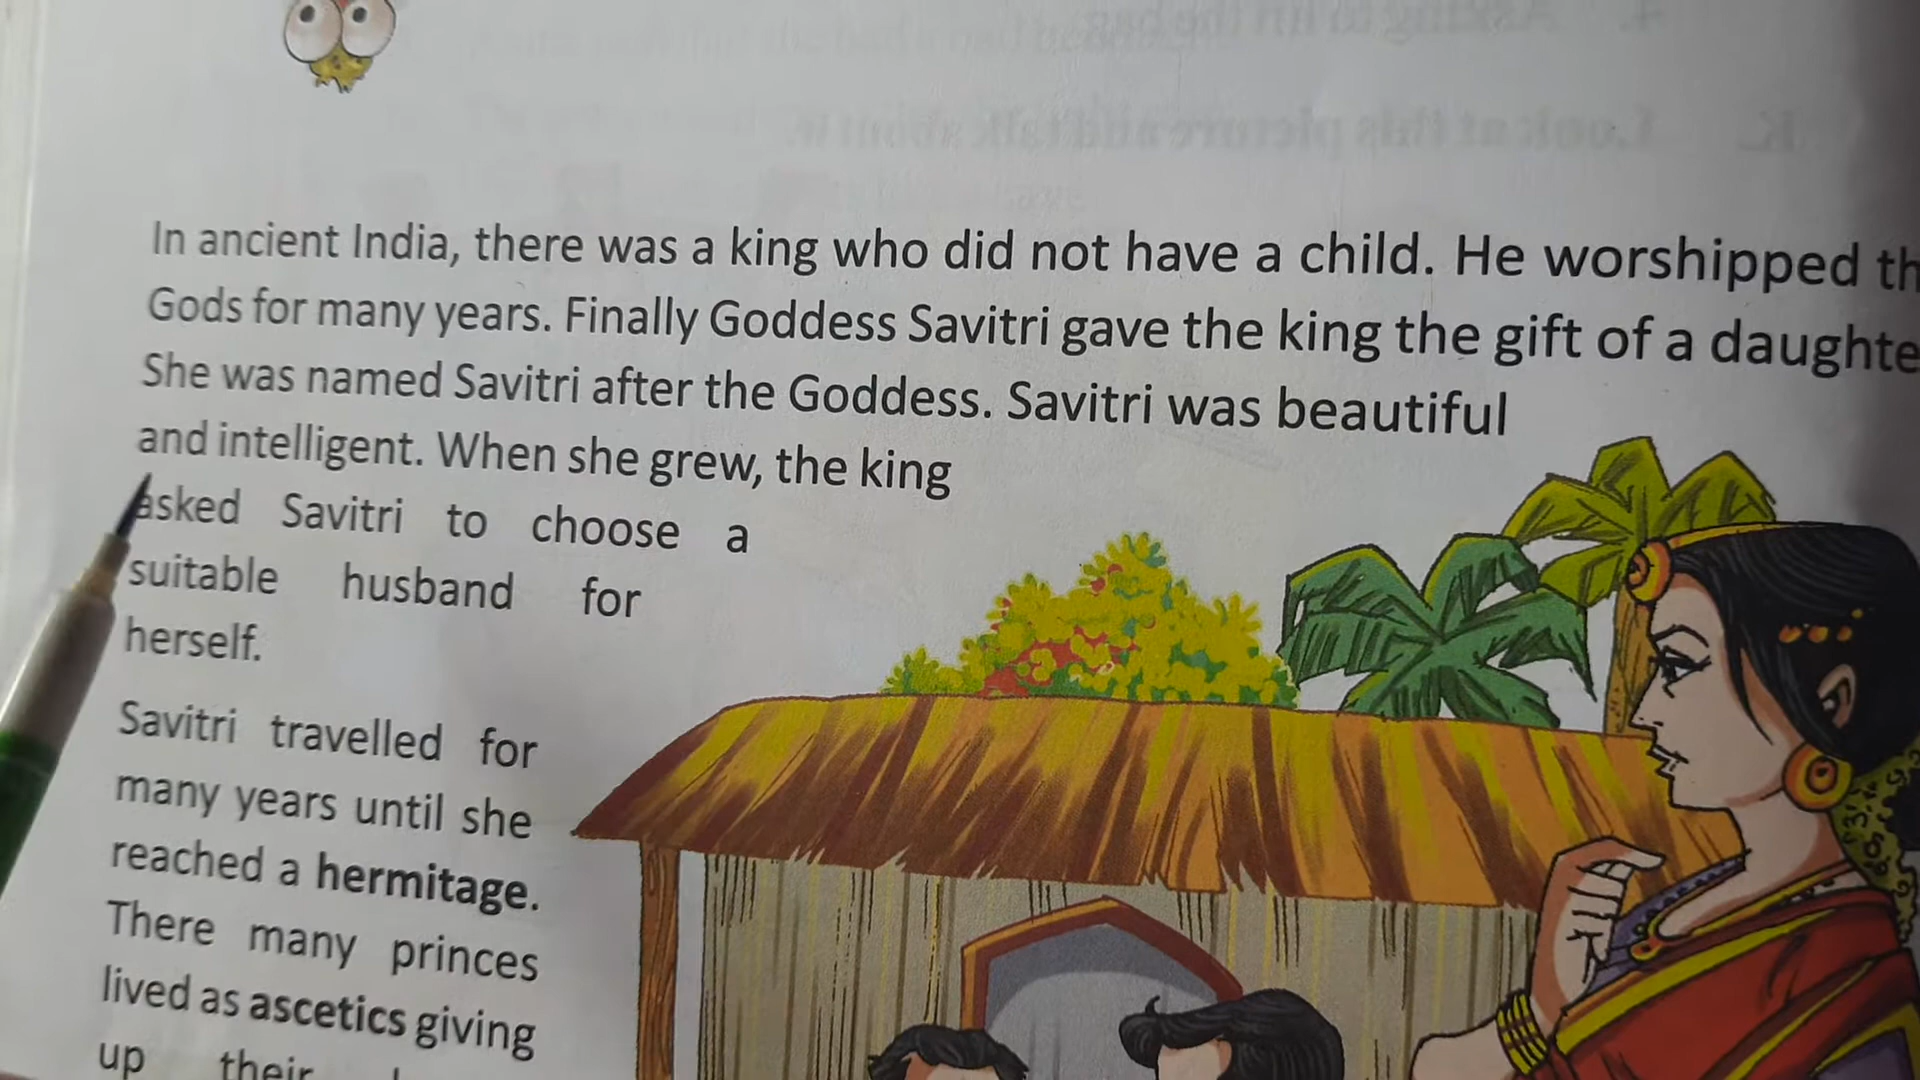 In ancient India, there was a king who did not have a child. He worshipped
Gods for many years. Finally Goddess Savitri gave the king the gift of a
She was named Savitri after the Goddess. Savitri was beautiful
and intelligent. When she grew, the king
asked Savitri to choose a
suitable husband for
herself.
Savitri travelled for
many years until she
reached a hermitage.
There many princes
lived as ascetics giving
up their